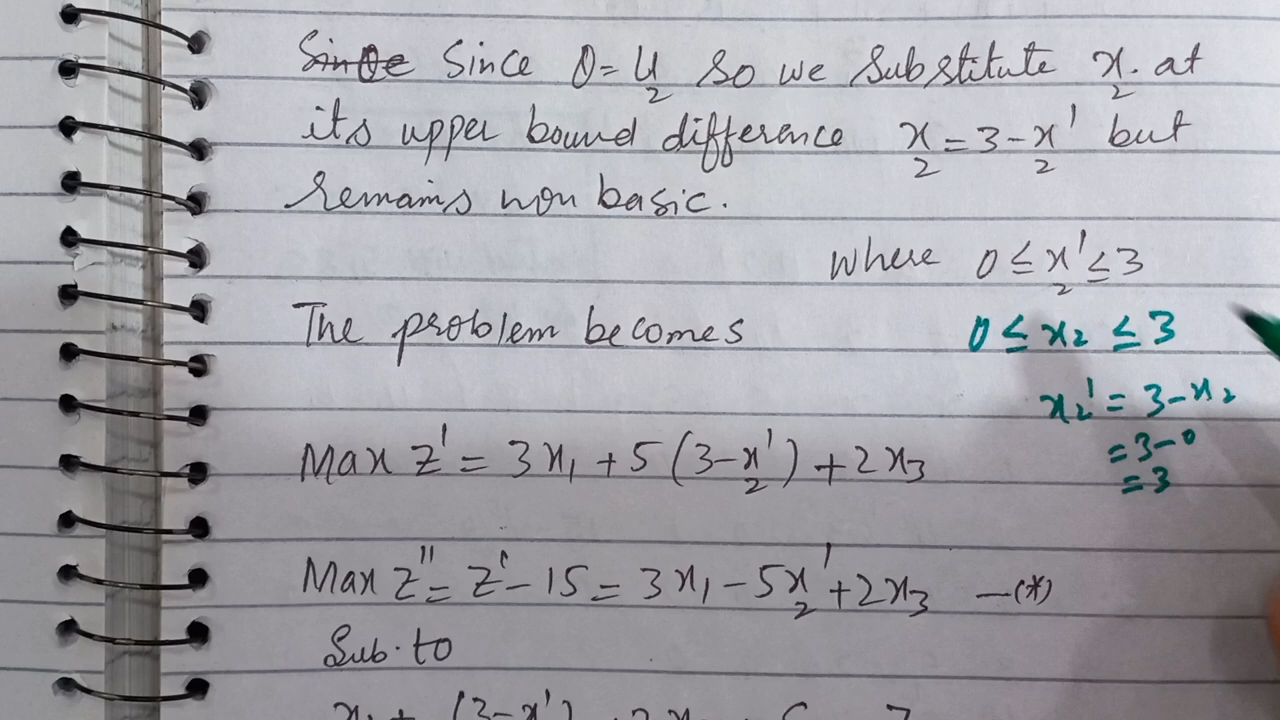 Since Since θ = u₂ so we substitute x₂ at
its upper bound difference x₂ = 3 - x₂' but
remains non basic.
where 0 ≤ x₂' ≤ 3
The problem becomes
0 ≤ x₂ ≤ 3
x₂' = 3 - x₂
= 3 - 0
= 3
Max Z' = 3x₁ + 5(3 - x₂') + 2x₃
Max Z'' = Z' - 15 = 3x₁ - 5x₂' + 2x₃ —(*)
Sub. to
(3 - x')